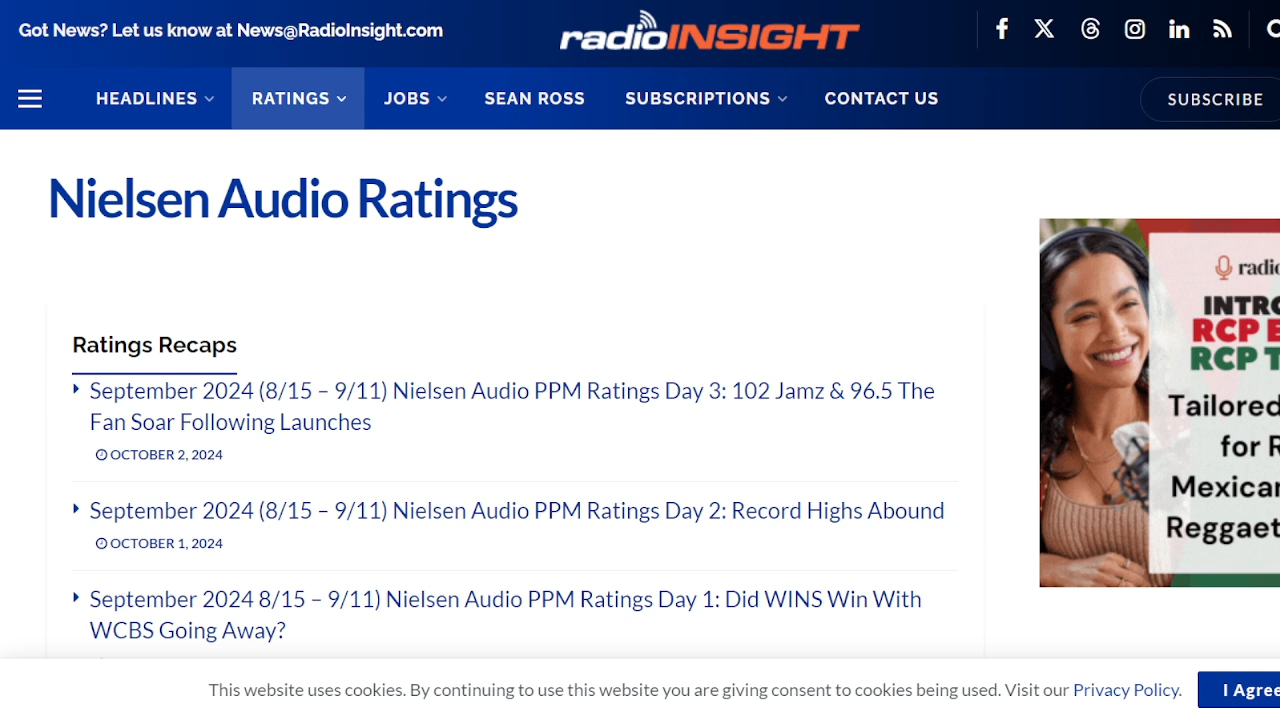 Got News? Let us know at News@RadioInsight.com
radioINSIGHT
HEADLINES
RATINGS
JOBS
SEAN ROSS
SUBSCRIPTIONS
CONTACT US
SUBSCRIBE
Nielsen Audio Ratings
Ratings Recaps
September 2024 (8/15 – 9/11) Nielsen Audio PPM Ratings Day 3: 102 Jamz & 96.5 The
Fan Soar Following Launches
OCTOBER 2, 2024
September 2024 (8/15 – 9/11) Nielsen Audio PPM Ratings Day 2: Record Highs Abound
OCTOBER 1, 2024
September 2024 8/15 – 9/11) Nielsen Audio PPM Ratings Day 1: Did WINS Win With
WCBS Going Away?
radio
INTRO
RCP
RCP T
Tailored
for R
Mexican
Reggaet
This website uses cookies. By continuing to use this website you are giving consent to cookies being used. Visit our Privacy Policy.
I Agree